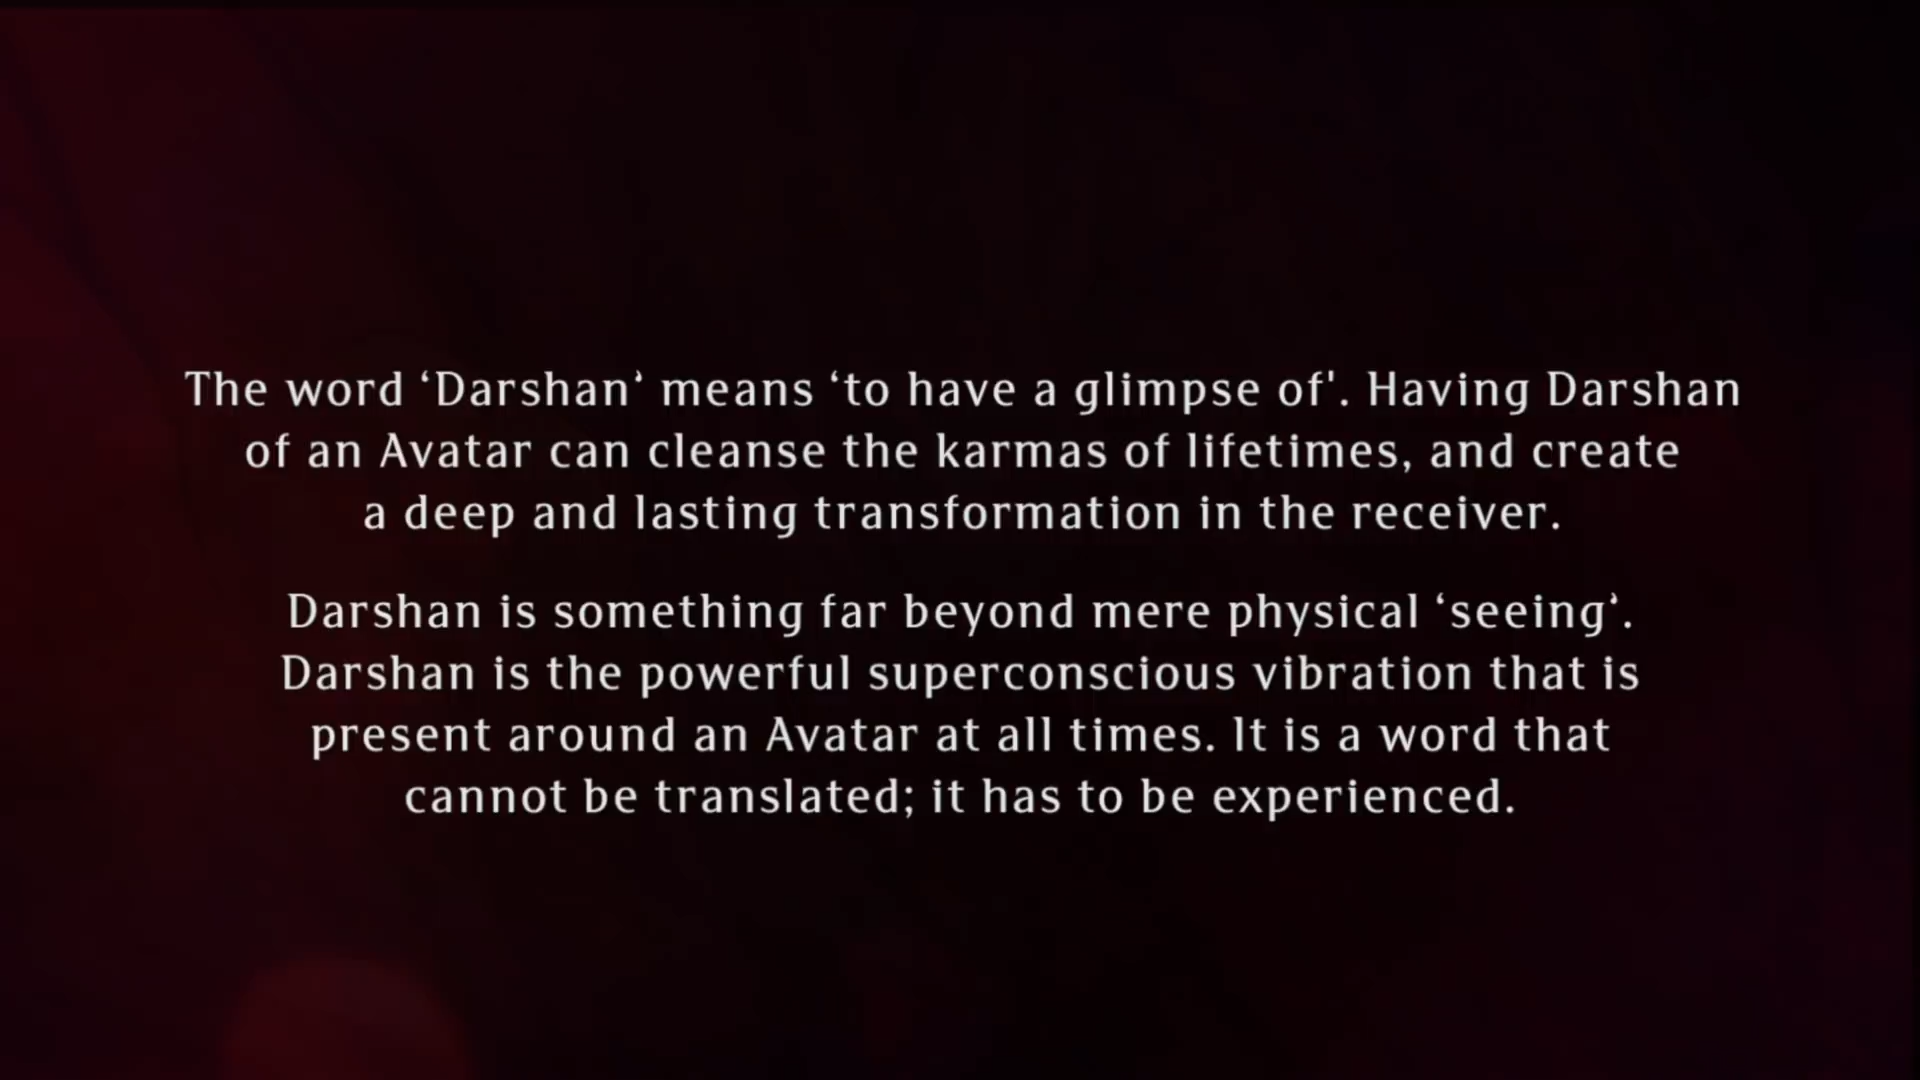 The word ‘Darshan’ means ‘to have a glimpse of'. Having Darshan
of an Avatar can cleanse the karmas of lifetimes, and create
a deep and lasting transformation in the receiver.
Darshan is something far beyond mere physical ‘seeing’.
Darshan is the powerful superconscious vibration that is
present around an Avatar at all times. It is a word that
cannot be translated; it has to be experienced.